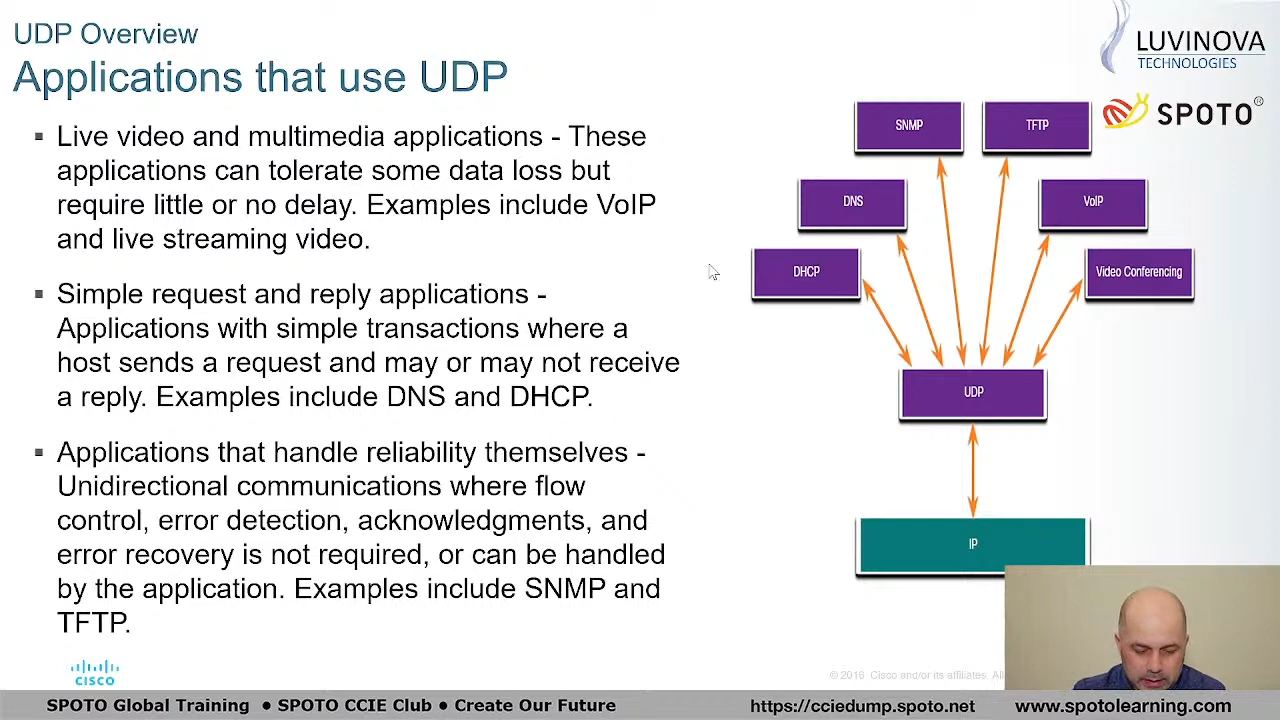 UDP Overview
Applications that use UDP
▪ Live video and multimedia applications - These
applications can tolerate some data loss but
require little or no delay. Examples include VoIP
and live streaming video.
▪ Simple request and reply applications -
Applications with simple transactions where a
host sends a request and may or may not receive
a reply. Examples include DNS and DHCP.
▪ Applications that handle reliability themselves -
Unidirectional communications where flow
control, error detection, acknowledgments, and
error recovery is not required, or can be handled
by the application. Examples include SNMP and
TFTP.
LUVINOVA
TECHNOLOGIES
SPOTO®
SNMP
TFTP
DNS
VoIP
DHCP
Video Conferencing
UDP
IP
CISCO
© 2016 Cisco and/or its affiliates.
SPOTO Global Training ● SPOTO CCIE Club ● Create Our Future
https://cciedump.spoto.net
www.spotolearning.com